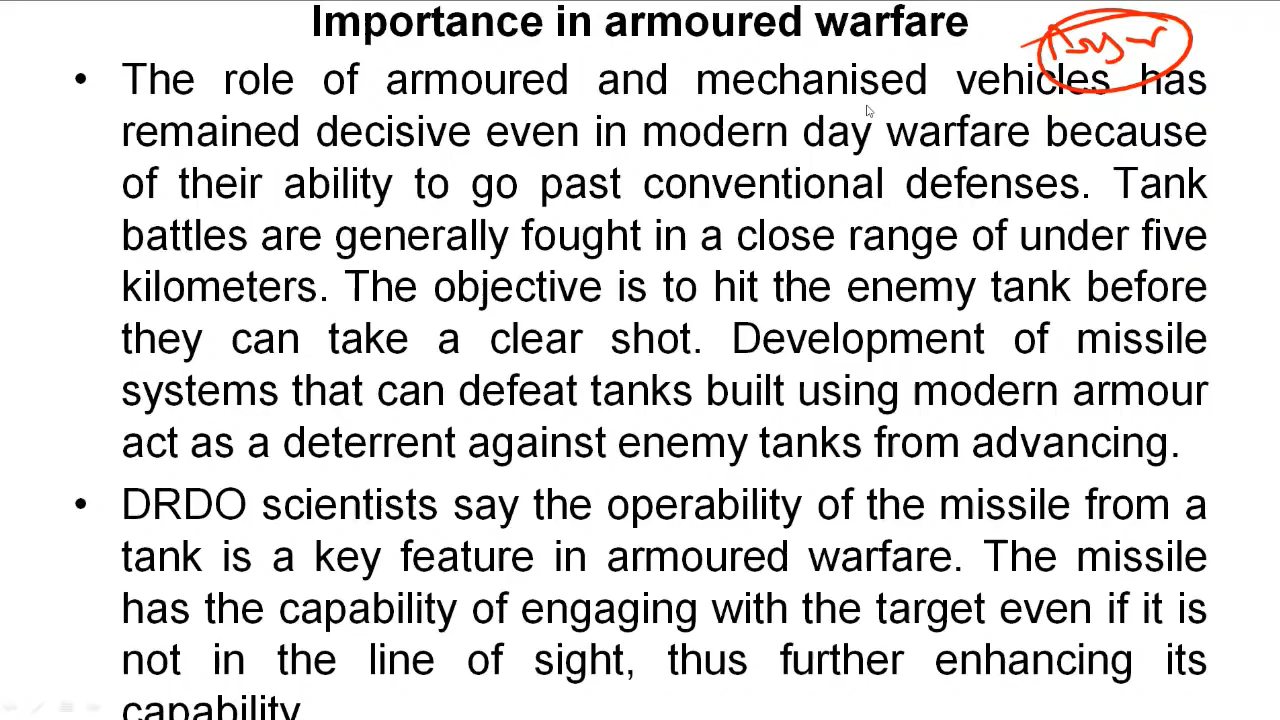 Importance in armoured warfare
• The role of armoured and mechanised vehicles has
remained decisive even in modern day warfare because
of their ability to go past conventional defenses. Tank
battles are generally fought in a close range of under five
kilometers. The objective is to hit the enemy tank before
they can take a clear shot. Development of missile
systems that can defeat tanks built using modern armour
act as a deterrent against enemy tanks from advancing.
• DRDO scientists say the operability of the missile from a
tank is a key feature in armoured warfare. The missile
has the capability of engaging with the target even if it is
not in the line of sight, thus further enhancing its
capability